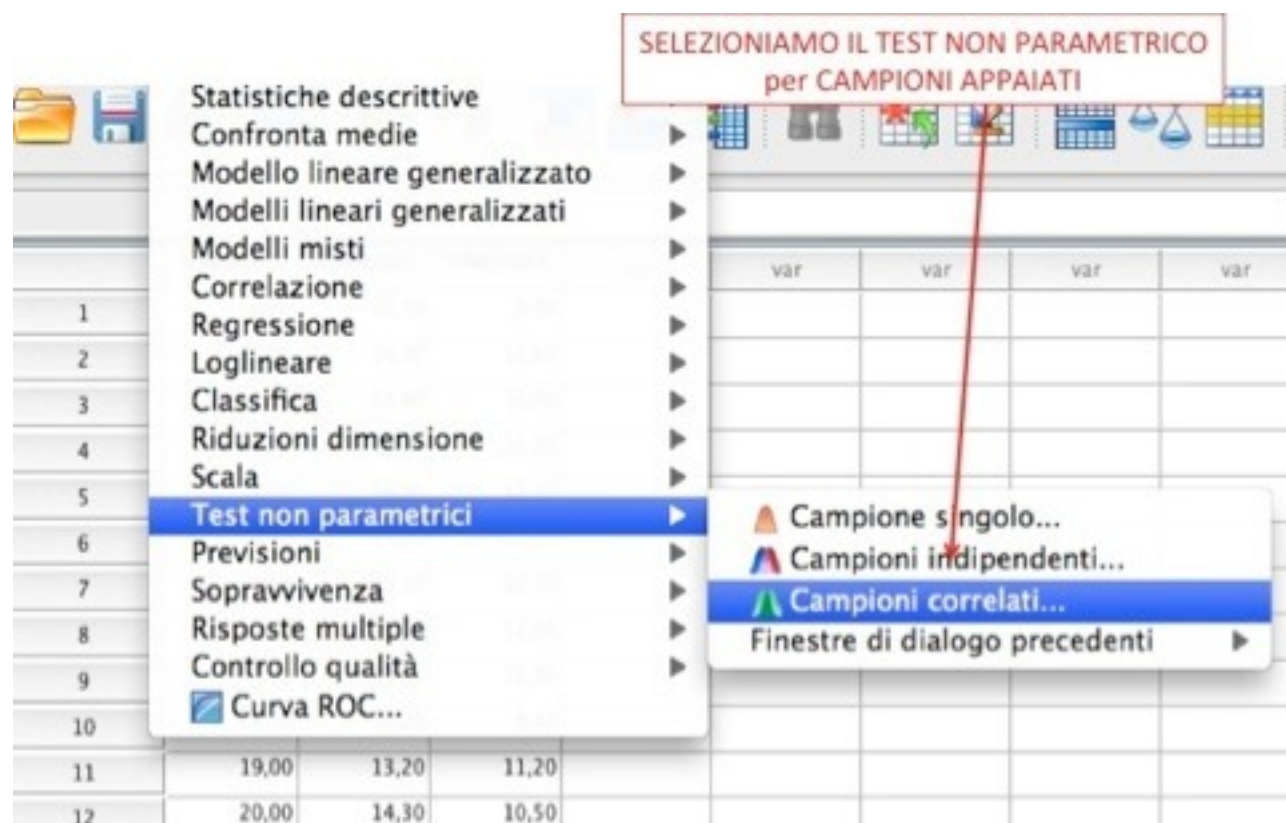 SELEZIONIAMO IL TEST NON PARAMETRICO
per CAMPIONI APPAIATI
Statistiche descrittive
Confronta medie
Modello lineare generalizzato
Modelli lineari generalizzati
Modelli misti
Correlazione
Regressione
Loglineare
Classifica
Riduzioni dimensione
Scala
Test non parametrici
Previsioni
Sopravvivenza
Risposte multiple
Controllo qualità
Curva ROC...
Campione singolo...
Campioni indipendenti...
Campioni correlati...
Finestre di dialogo precedenti
var var var var
1
2
3
4
5
6
7
8
9
10
11 19,00 13,20 11,20
12 20,00 14,30 10,50